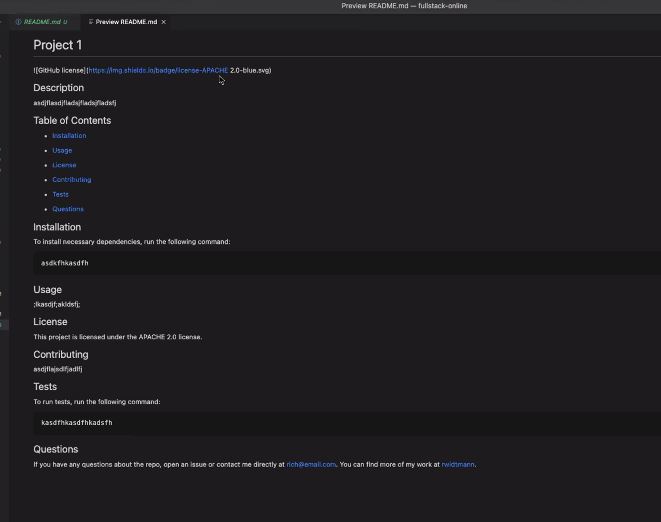 Preview README.md — fullstack-online
README.md U
Preview README.md
Project 1
![GitHub license](https://img.shields.io/badge/license-APACHE 2.0-blue.svg)
Description
asdjflasdjfladsjfladsjfladsfj
Table of Contents
Installation
Usage
License
Contributing
Tests
Questions
Installation
To install necessary dependencies, run the following command:
asdkfhkasdfh
Usage
;lkasdjf;akldsfj;
License
This project is licensed under the APACHE 2.0 license.
Contributing
asdjflajsdlfjadlfj
Tests
To run tests, run the following command:
kasdfhkasdfhkadsfh
Questions
If you have any questions about the repo, open an issue or contact me directly at rich@email.com. You can find more of my work at rwidtmann.